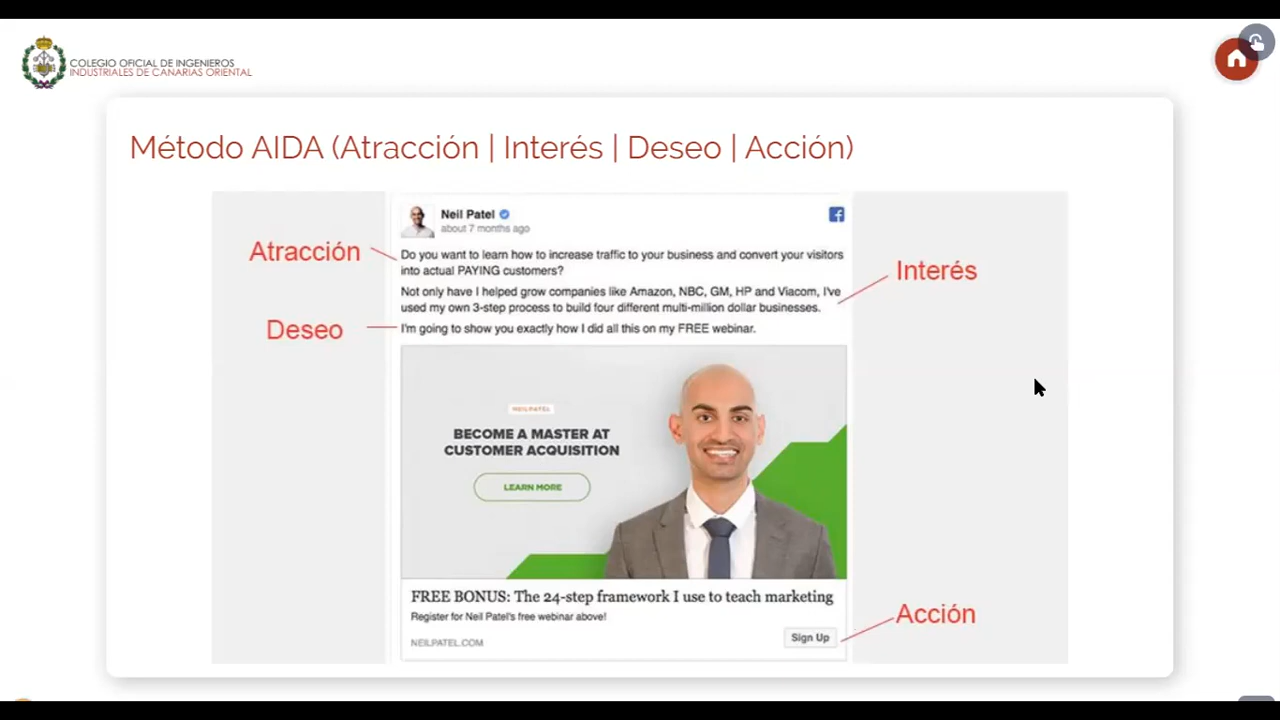 COLEGIO OFICIAL DE INGENIEROS
INDUSTRIALES DE CANARIAS ORIENTAL
Método AIDA (Atracción | Interés | Deseo | Acción)
Neil Patel
about 7 months ago
Atracción
Do you want to learn how to increase traffic to your business and convert your visitors
into actual PAYING customers?
Interés
Not only have I helped grow companies like Amazon, NBC, GM, HP and Viacom, I've
used my own 3-step process to build four different multi-million dollar businesses.
Deseo
I'm going to show you exactly how I did all this on my FREE webinar.
NEILPATEL
BECOME A MASTER AT
CUSTOMER ACQUISITION
LEARN MORE
FREE BONUS: The 24-step framework I use to teach marketing
Register for Neil Patel's free webinar above!
NEILPATEL.COM
Sign Up
Acción